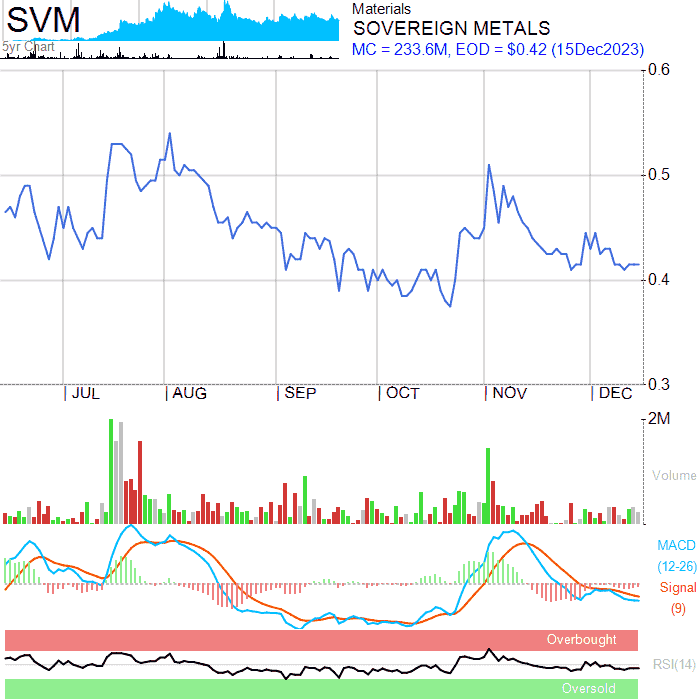 SVM
5yr Chart
Materials
SOVEREIGN METALS
MC = 233.6M, EOD = $0.42 (15Dec2023)
0.6
0.5
0.4
0.3
JUL AUG SEP OCT NOV DEC
2M
Volume
MACD
(12-26)
Signal
(9)
Overbought
RSI(14)
Oversold